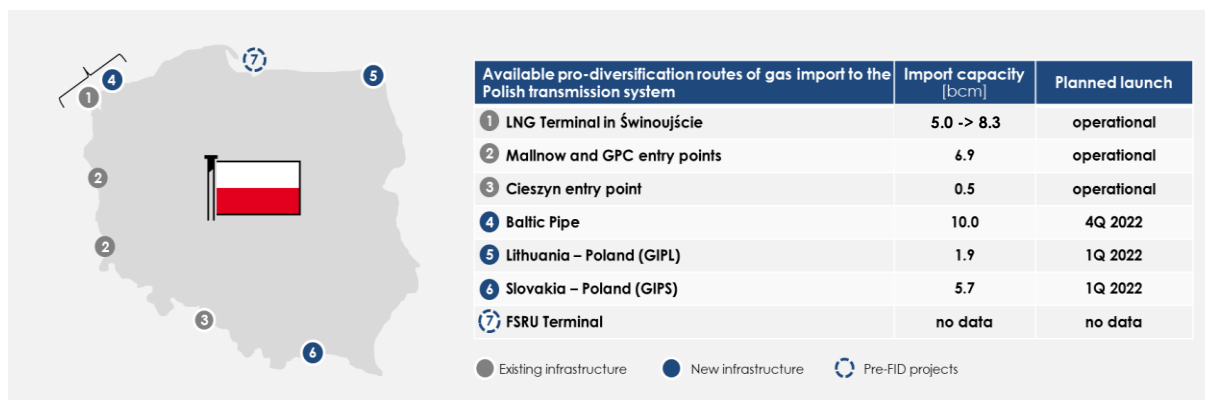 7
4
5
1
2
2
3
6
Available pro-diversification routes of gas import to the Import capacity Planned launch
Polish transmission system [bcm]
1 LNG Terminal in Świnoujście 5.0 -> 8.3 operational
2 Mallnow and GPC entry points 6.9 operational
3 Cieszyn entry point 0.5 operational
4 Baltic Pipe 10.0 4Q 2022
5 Lithuania – Poland (GIPL) 1.9 1Q 2022
6 Slovakia – Poland (GIPS) 5.7 1Q 2022
7 FSRU Terminal no data no data
Existing infrastructure New infrastructure Pre-FID projects